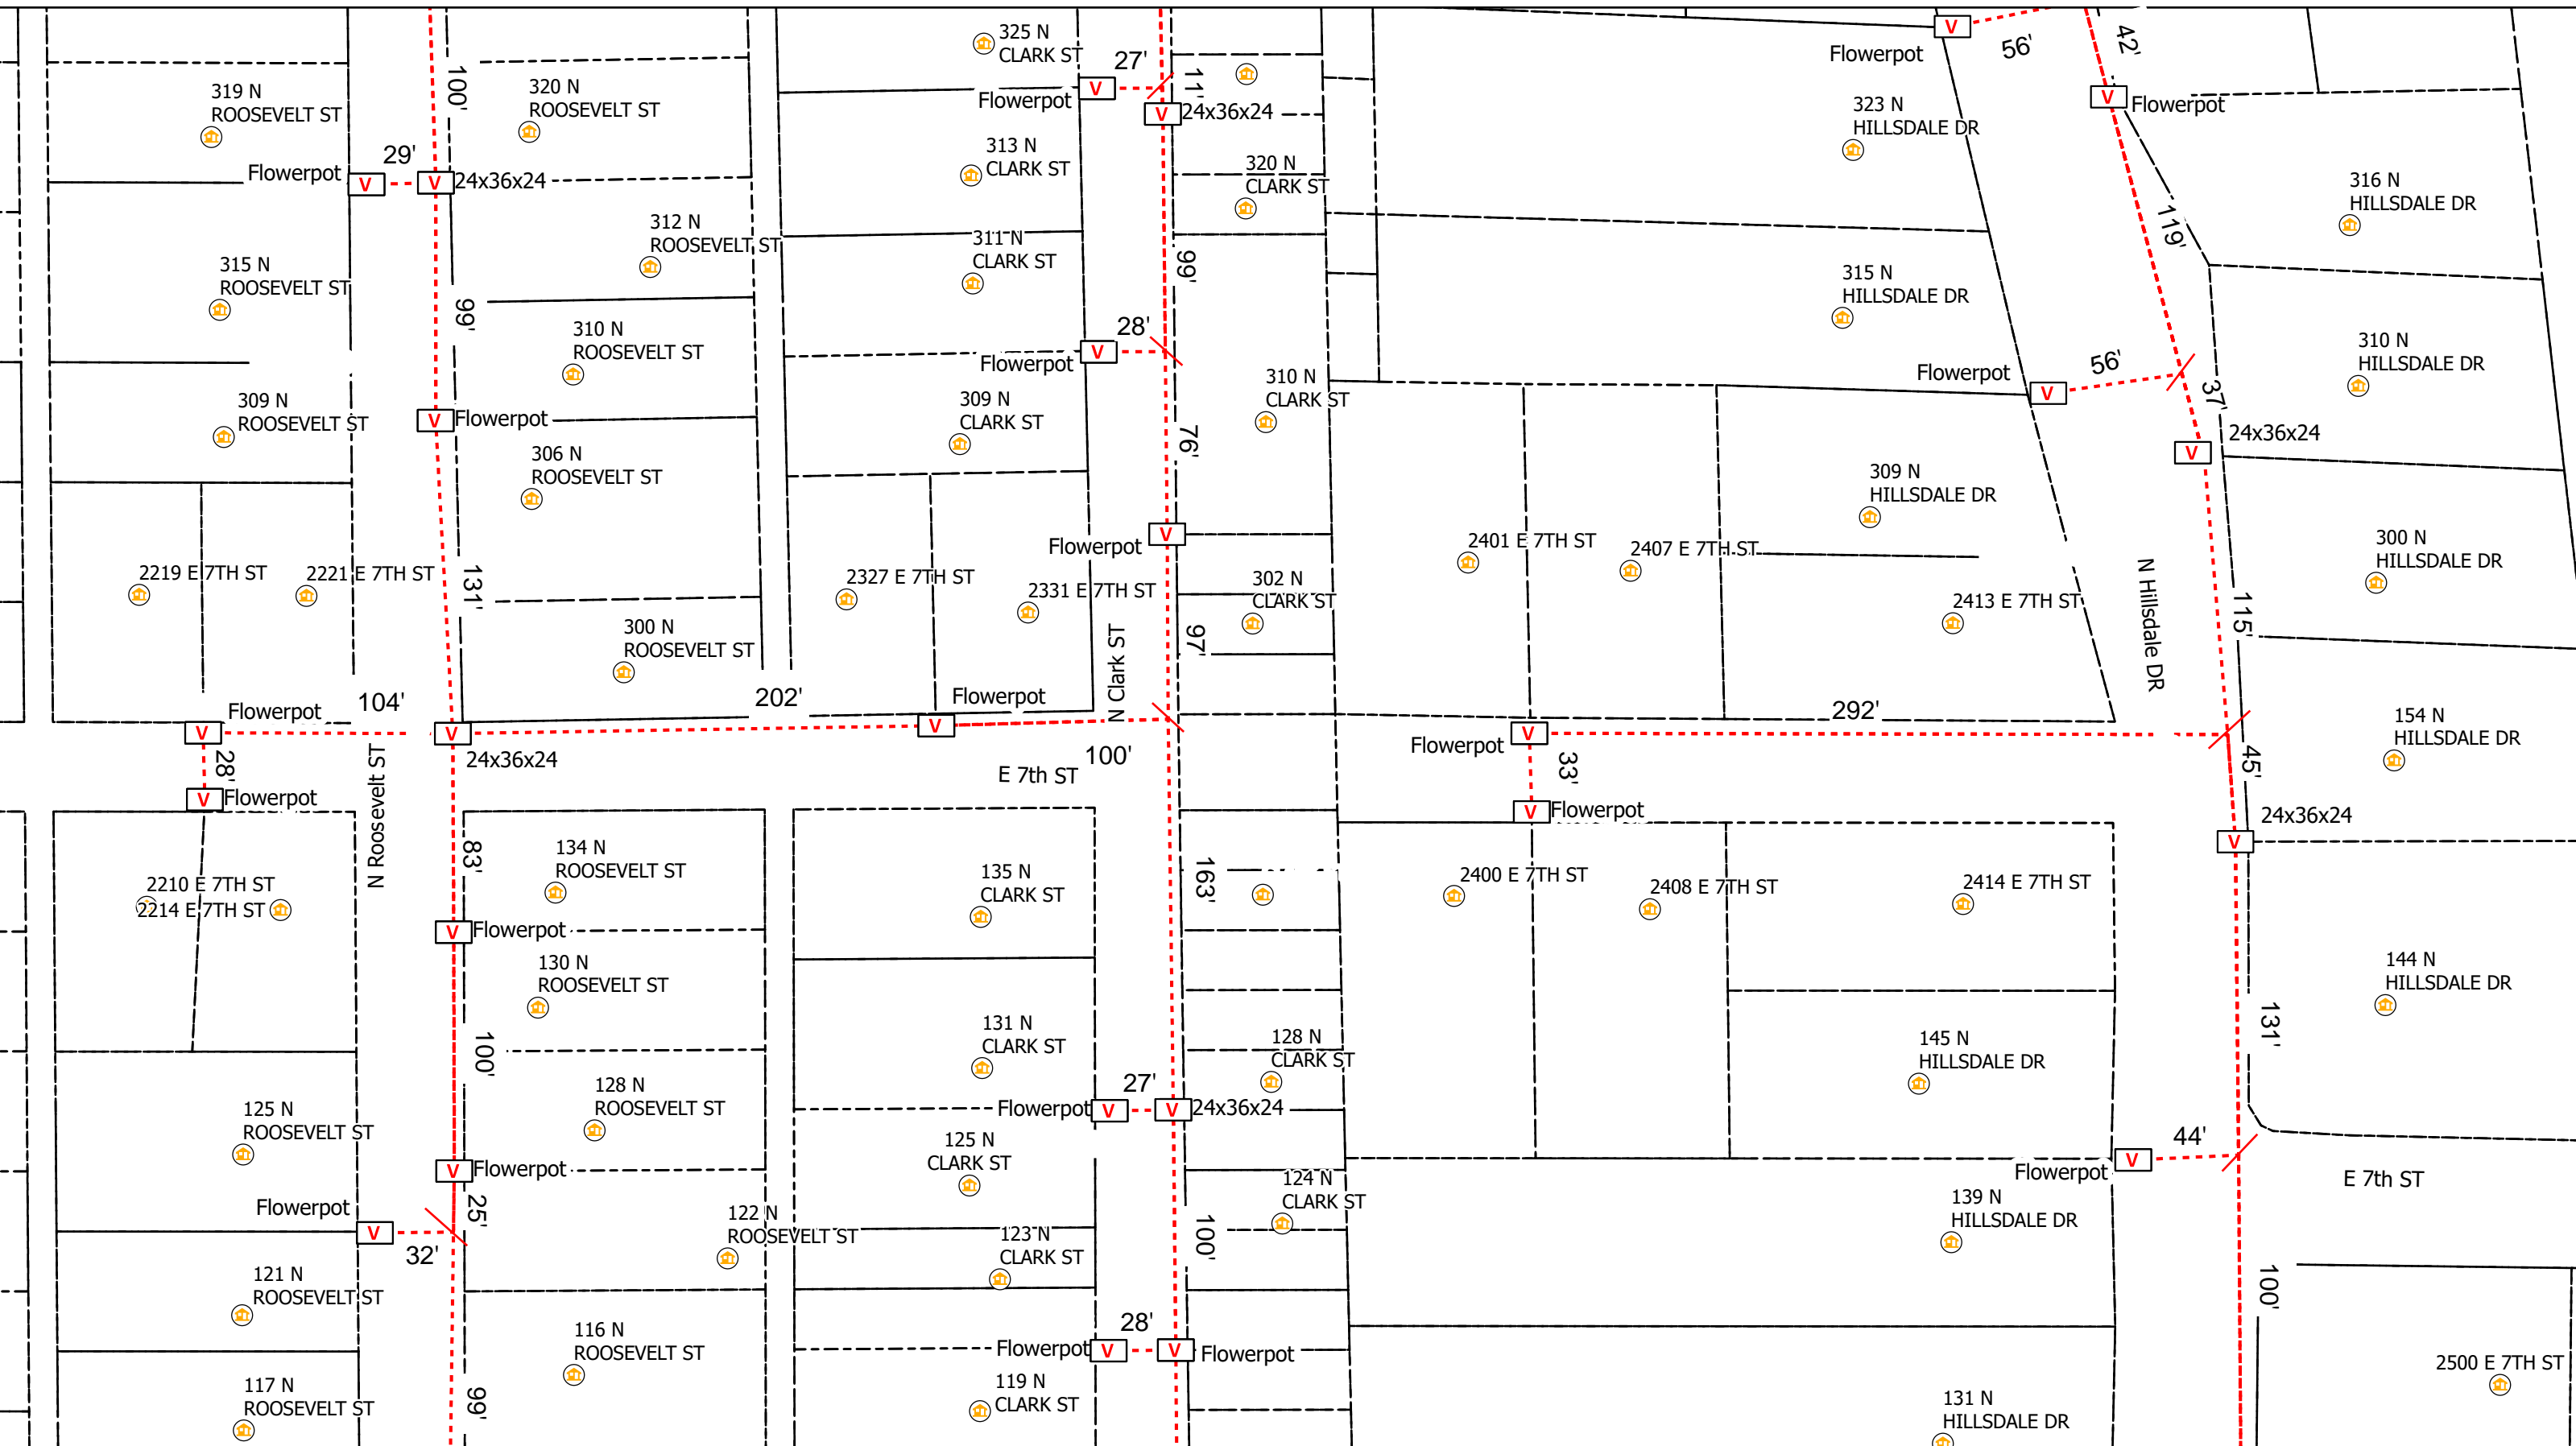 325 N
CLARK ST
27'
11'
Flowerpot
V
V
24x36x24
Flowerpot
V
56'
42'
V
Flowerpot
100'
319 N
ROOSEVELT ST
320 N
ROOSEVELT ST
29'
Flowerpot
V
V
24x36x24
313 N
CLARK ST
320 N
CLARK ST
323 N
HILLSDALE DR
316 N
HILLSDALE DR
119'
312 N
ROOSEVELT ST
311 N
CLARK ST
99'
315 N
ROOSEVELT ST
99'
310 N
ROOSEVELT ST
28'
Flowerpot
V
315 N
HILLSDALE DR
310 N
HILLSDALE DR
56'
Flowerpot
V
37'
309 N
ROOSEVELT ST
V
Flowerpot
309 N
CLARK ST
310 N
CLARK ST
76'
V
24x36x24
306 N
ROOSEVELT ST
309 N
HILLSDALE DR
V
Flowerpot
2401 E 7TH ST
2407 E 7TH ST
300 N
HILLSDALE DR
2219 E 7TH ST
2221 E 7TH ST
131'
2327 E 7TH ST
2331 E 7TH ST
302 N
CLARK ST
97'
2413 E 7TH ST
N Hillsdale DR
115'
300 N
ROOSEVELT ST
N Clark ST
104'
Flowerpot
V
202'
Flowerpot
V
V
24x36x24
100'
292'
V
Flowerpot
154 N
HILLSDALE DR
28'
V
Flowerpot
N Roosevelt ST
E 7th ST
33'
V
Flowerpot
45'
24x36x24
V
134 N
ROOSEVELT ST
83'
135 N
CLARK ST
163'
2210 E 7TH ST
2214 E 7TH ST
2400 E 7TH ST
2408 E 7TH ST
2414 E 7TH ST
V
Flowerpot
130 N
ROOSEVELT ST
144 N
HILLSDALE DR
131'
100'
131 N
CLARK ST
128 N
CLARK ST
145 N
HILLSDALE DR
128 N
ROOSEVELT ST
27'
Flowerpot
V
V
24x36x24
125 N
ROOSEVELT ST
125 N
CLARK ST
44'
Flowerpot
V
E 7th ST
V
Flowerpot
124 N
CLARK ST
Flowerpot
V
25'
32'
122 N
ROOSEVELT ST
123 N
CLARK ST
100'
139 N
HILLSDALE DR
121 N
ROOSEVELT ST
100'
116 N
ROOSEVELT ST
28'
Flowerpot
V
V
Flowerpot
2500 E 7TH ST
117 N
ROOSEVELT ST
99'
119 N
CLARK ST
131 N
HILLSDALE DR